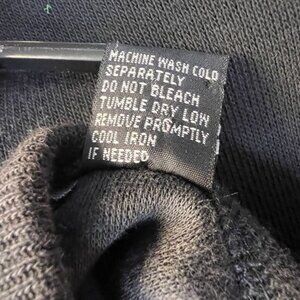 MACHINE WASH COLD
SEPARATELY
DO NOT BLEACH
TUMBLE DRY LOW
REMOVE PROMPTLY
COOL IRON
IF NEEDED